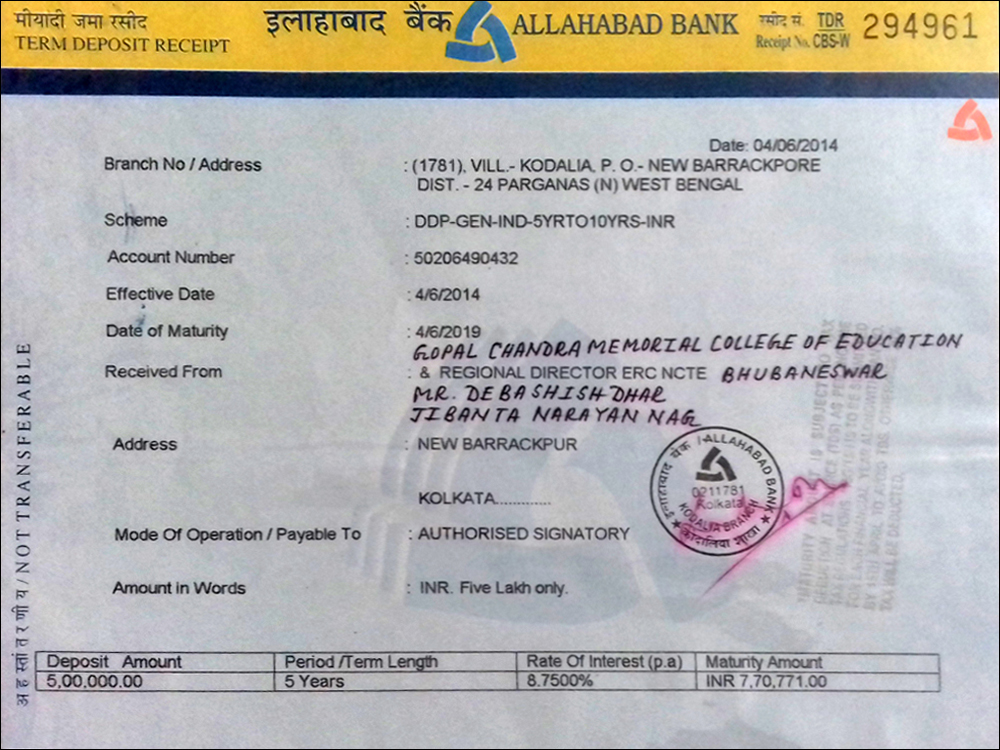 मीयादी जमा रसीद
TERM DEPOSIT RECEIPT
इलाहाबाद बैंक ALLAHABAD BANK
रसीद सं. TDR 294961
Receipt No. CBS-W
Date: 04/06/2014
Branch No / Address : (1781), VILL.- KODALIA, P. O.- NEW BARRACKPORE
DIST. - 24 PARGANAS (N) WEST BENGAL
Scheme : DDP-GEN-IND-5YRTO10YRS-INR
Account Number : 50206490432
Effective Date : 4/6/2014
Date of Maturity : 4/6/2019
GOPAL CHANDRA MEMORIAL COLLEGE OF EDUCATION
Received From : & REGIONAL DIRECTOR ERC NCTE BHUBANESWAR
MR. DEBASHISH DHAR
JIBANTA NARAYAN NAG
Address : NEW BARRACKPUR
KOLKATA.............
Mode Of Operation / Payable To : AUTHORISED SIGNATORY
Amount in Words : INR. Five Lakh only.
इलाहाबाद बैंक / ALLAHABAD BANK
0211781
Kolkata
KODALIA BRANCH
कोदालिया शाखा
अहस्तांतरणीय / NOT TRANSFERABLE
Deposit Amount Period /Term Length Rate Of Interest (p.a) Maturity Amount
5,00,000.00 5 Years 8.7500% INR 7,70,771.00